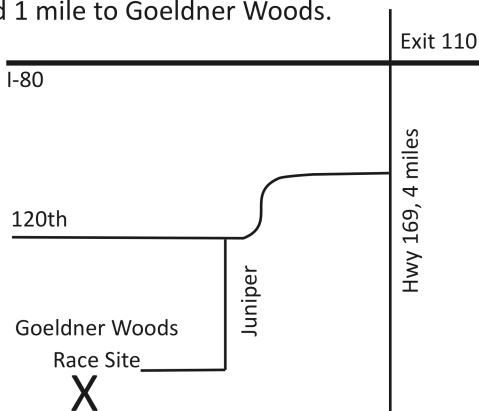 1 mile to Goeldner Woods.
Exit 110
I-80
Hwy 169, 4 miles
120th
Juniper
Goeldner Woods
Race Site
X